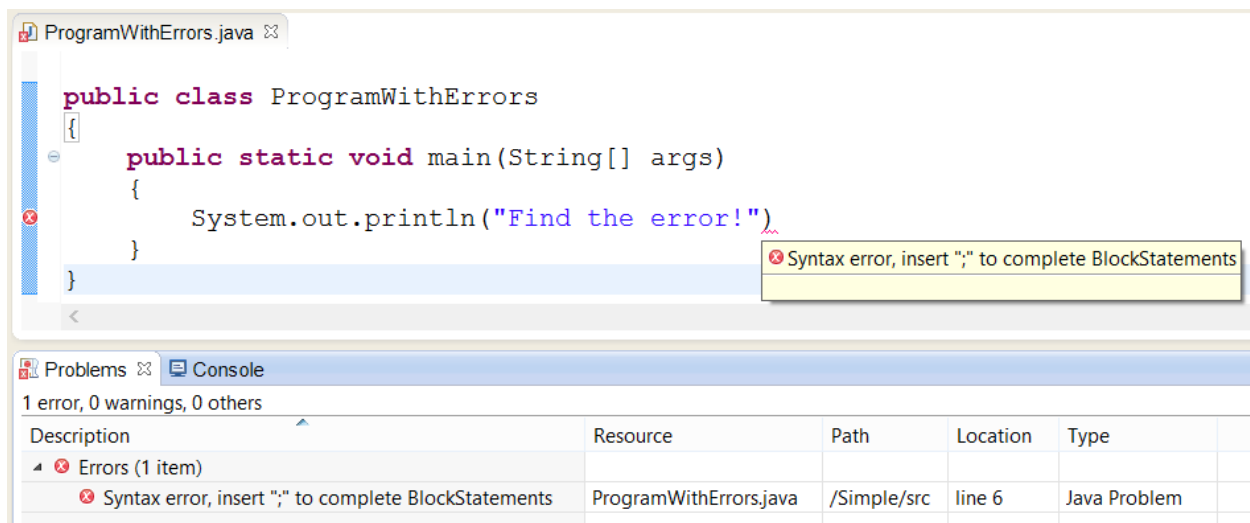 ProgramWithErrors.java
public class ProgramWithErrors
{
public static void main(String[] args)
{
System.out.println("Find the error!")
}
Syntax error, insert ";" to complete BlockStatements
}
Problems Console
1 error, 0 warnings, 0 others
Description Resource Path Location Type
Errors (1 item)
Syntax error, insert ";" to complete BlockStatements ProgramWithErrors.java /Simple/src line 6 Java Problem